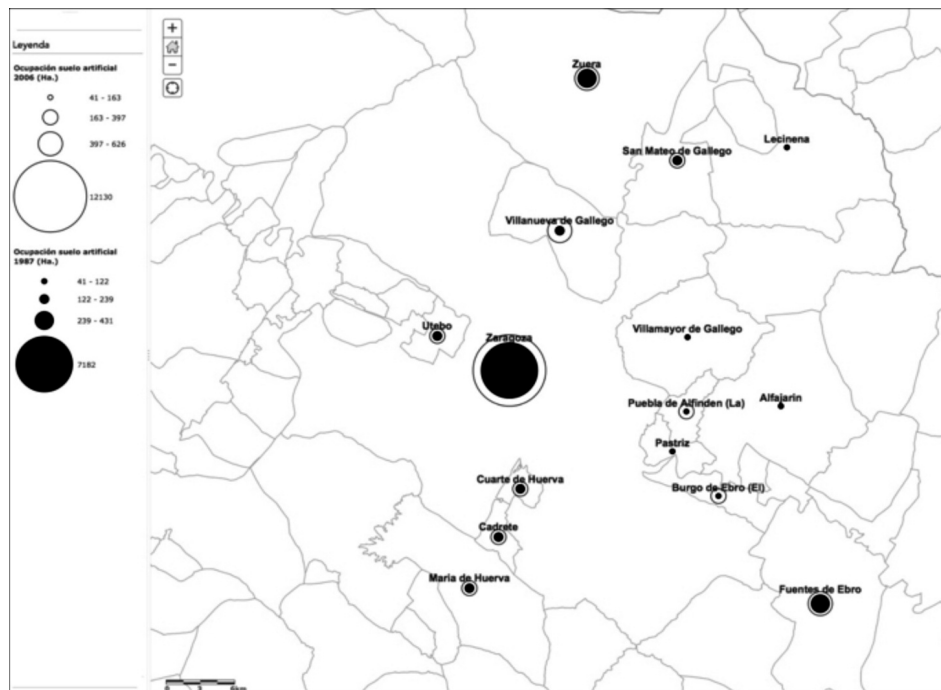 Leyenda
Ocupación suelo artificial
2006 (Ha.)
41 - 163
163 - 397
397 - 626
12130
Ocupación suelo artificial
1987 (Ha.)
41 - 122
122 - 239
239 - 431
7182
+
−
Zuera
Lecinena
San Mateo de Gallego
Villanueva de Gallego
Utebo
Zaragoza
Villamayor de Gallego
Puebla de Alfinden (La)
Alfajarin
Pastriz
Cuarte de Huerva
Burgo de Ebro (El)
Cadrete
Maria de Huerva
Fuentes de Ebro
0 3 6km